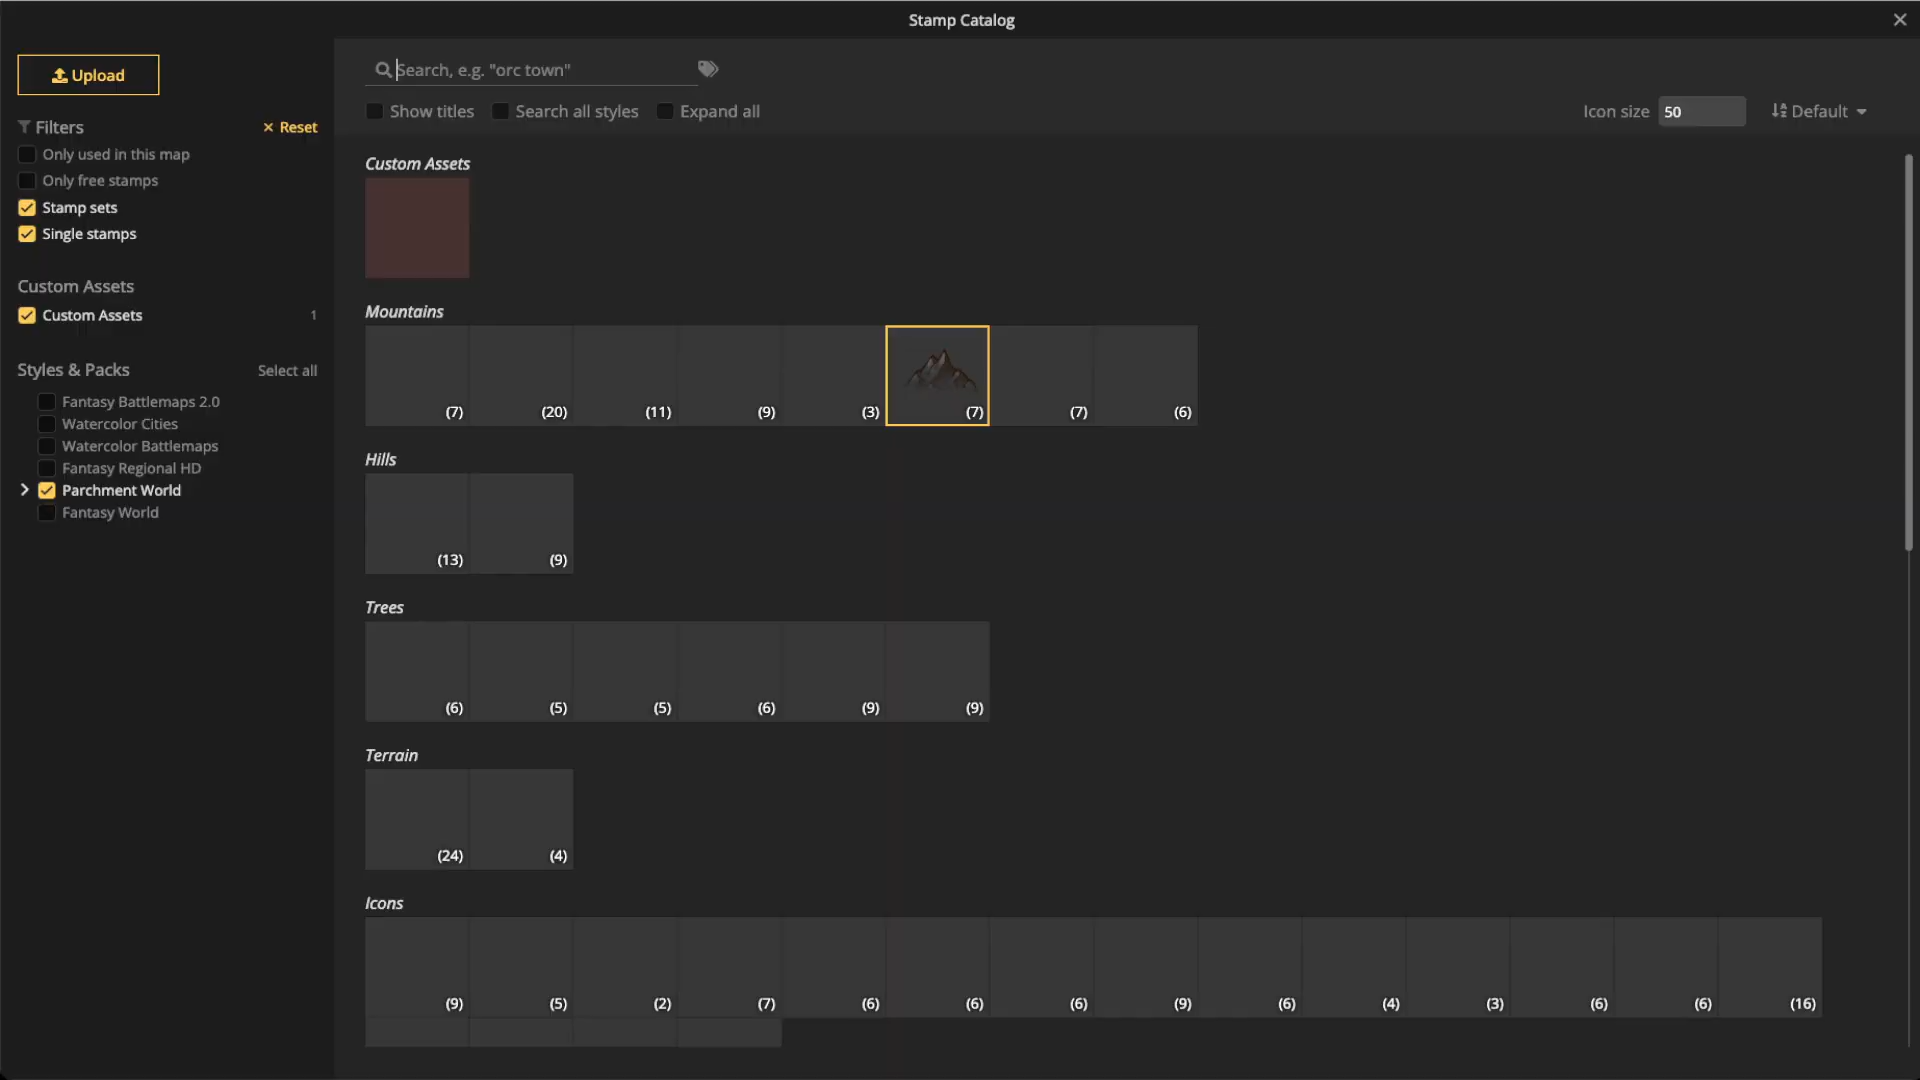 Stamp Catalog
Upload
Search, e.g. "orc town"
Show titles
Search all styles
Expand all
Icon size
50
Default
Filters
Reset
Only used in this map
Only free stamps
Stamp sets
Single stamps
Custom Assets
Custom Assets
1
Styles & Packs
Select all
Fantasy Battlemaps 2.0
Watercolor Cities
Watercolor Battlemaps
Fantasy Regional HD
Parchment World
Fantasy World
Custom Assets
Mountains
(7) (20) (11) (9) (3) (7) (7) (6)
Hills
(13) (9)
Trees
(6) (5) (5) (6) (9) (9)
Terrain
(24) (4)
Icons
(9) (5) (2) (7) (6) (6) (6) (9) (6) (4) (3) (6) (6) (16)